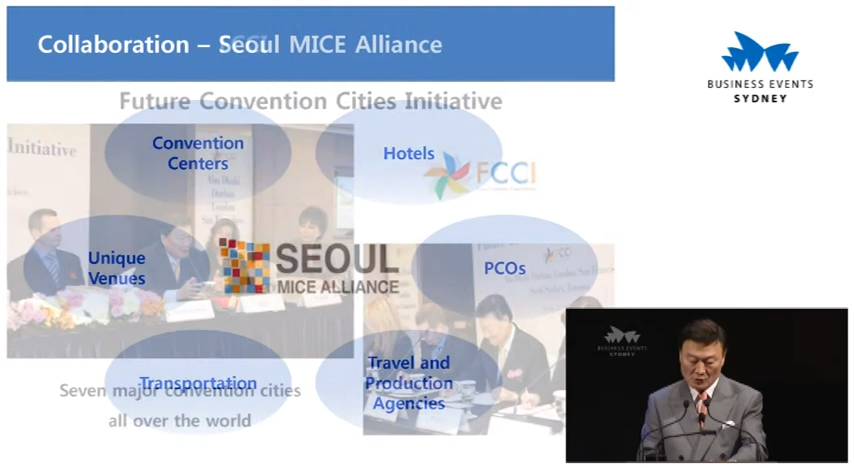 Collaboration – Seoul MICE Alliance
BUSINESS EVENTS
SYDNEY
Future Convention Cities Initiative
Initiative
Convention
Centers
Hotels
FCCI
Unique
Venues
SEOUL
MICE ALLIANCE
PCOs
Transportation
Travel and
Production
Agencies
Seven major convention cities
all over the world
BUSINESS EVENTS
SYDNEY